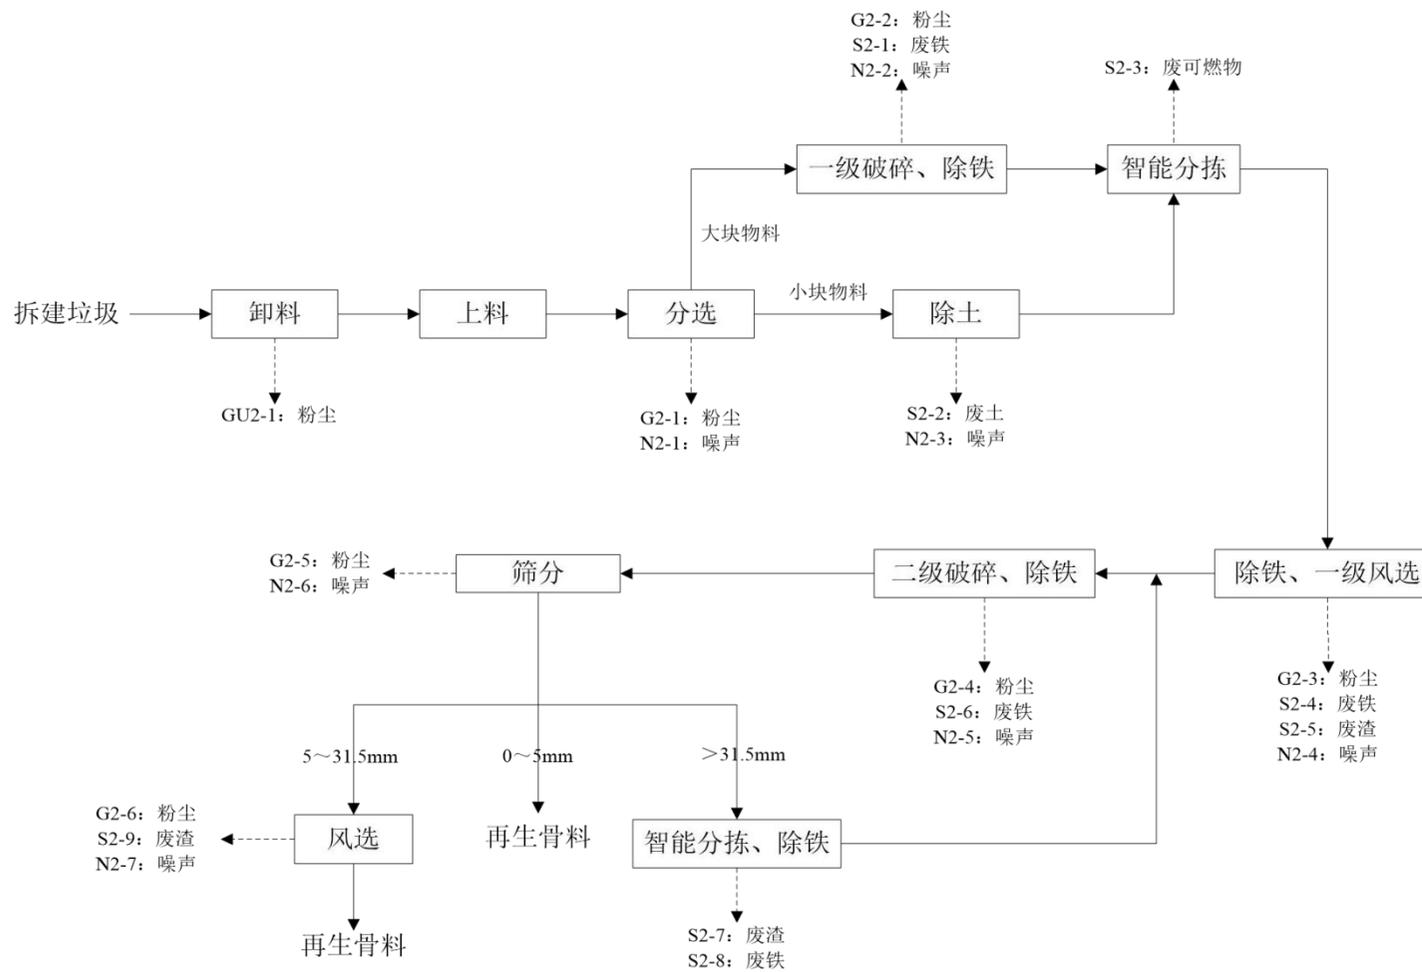 G2-2：粉尘
S2-1：废铁
N2-2：噪声
S2-3：废可燃物
一级破碎、除铁
智能分拣
大块物料
小块物料
拆建垃圾
卸料
上料
分选
除土
GU2-1：粉尘
G2-1：粉尘
N2-1：噪声
S2-2：废土
N2-3：噪声
G2-5：粉尘
N2-6：噪声
筛分
二级破碎、除铁
除铁、一级风选
G2-4：粉尘
S2-6：废铁
N2-5：噪声
G2-3：粉尘
S2-4：废铁
S2-5：废渣
N2-4：噪声
5～31.5mm
0～5mm
＞31.5mm
G2-6：粉尘
S2-9：废渣
N2-7：噪声
风选
再生骨料
智能分拣、除铁
再生骨料
S2-7：废渣
S2-8：废铁